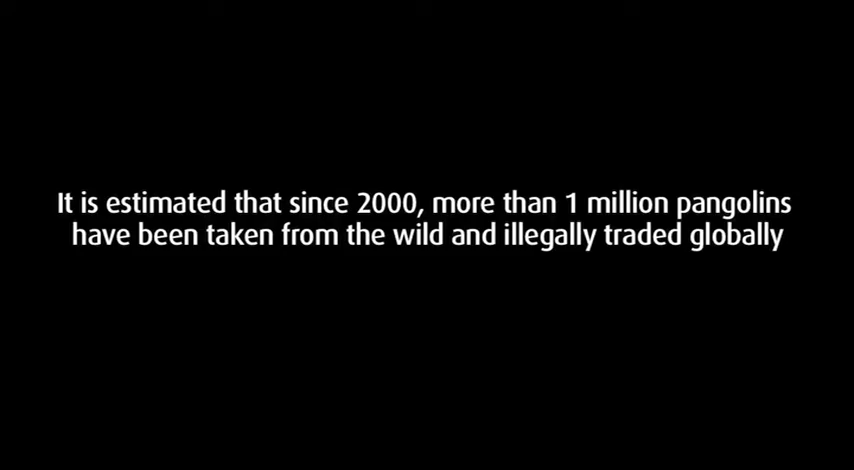 It is estimated that since 2000, more than 1 million pangolins
have been taken from the wild and illegally traded globally